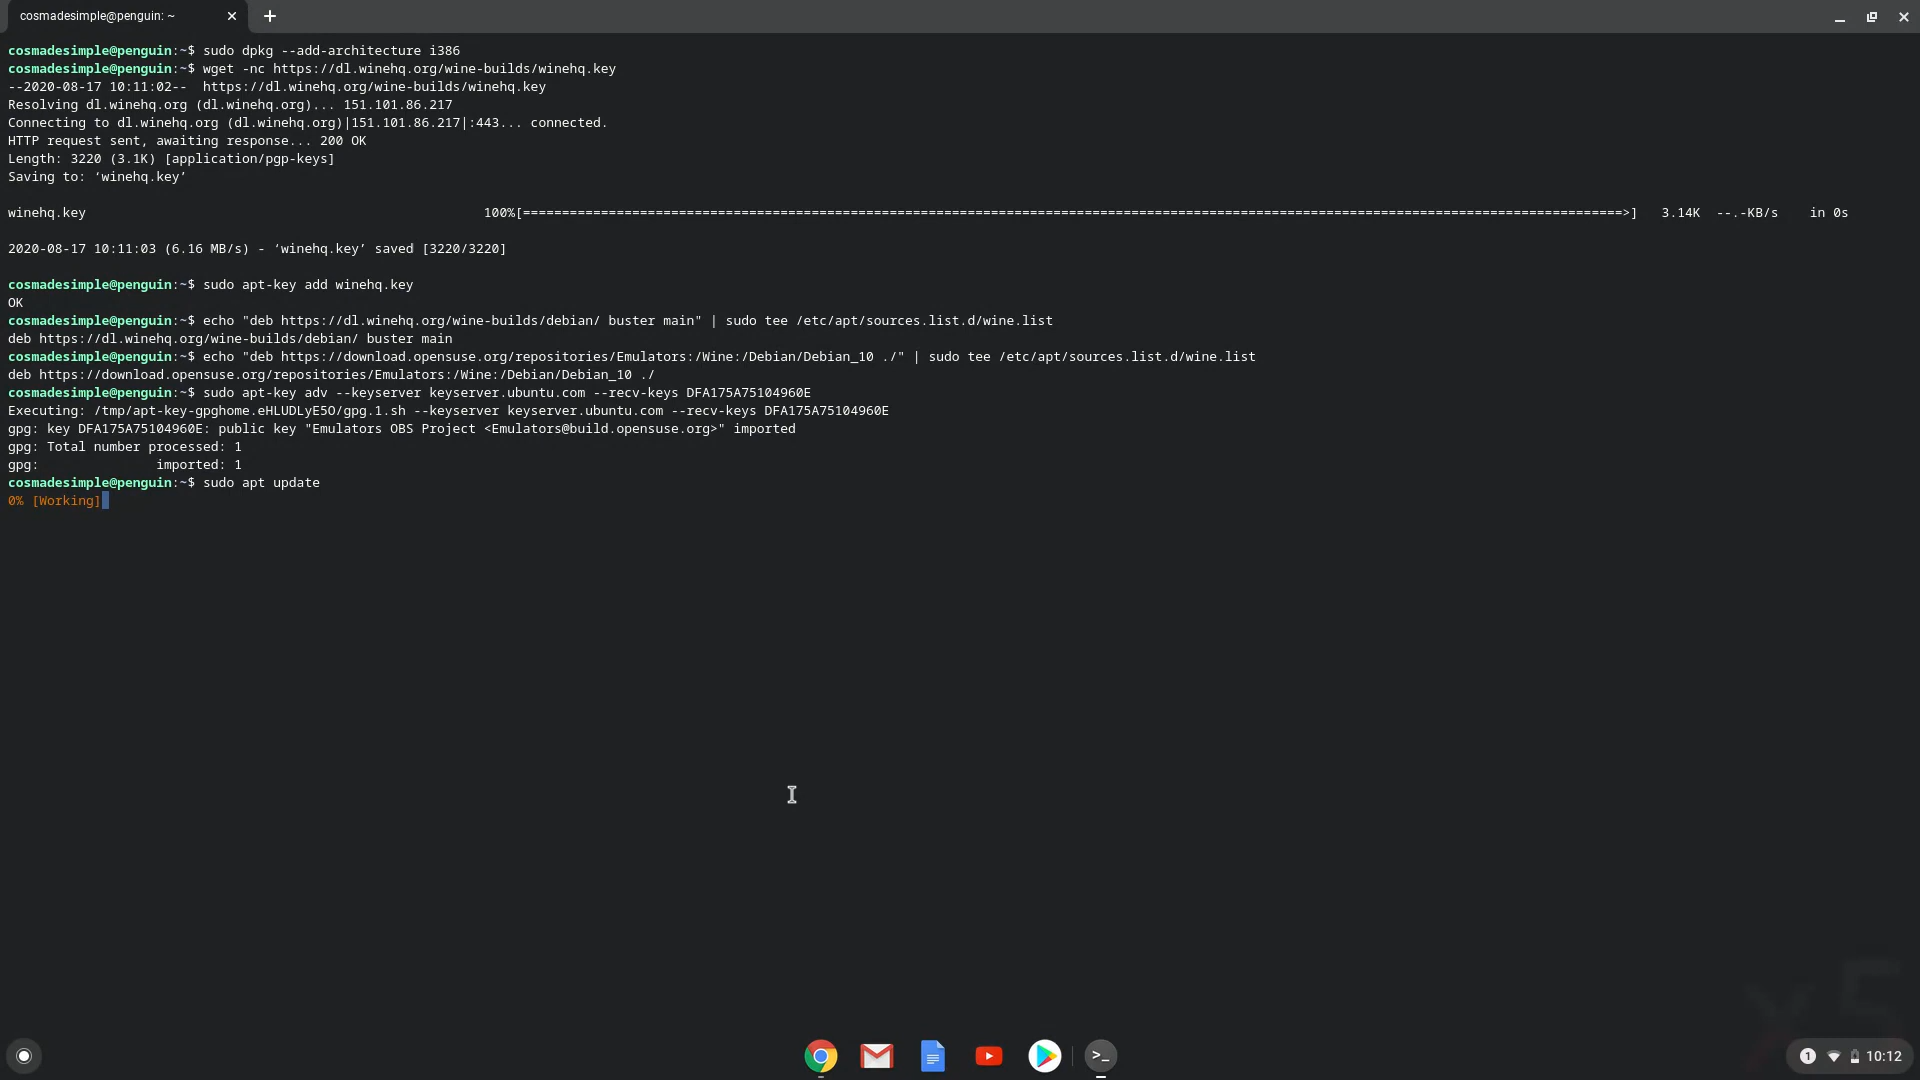 cosmadesimple@penguin: ~
cosmadesimple@penguin:~$ sudo dpkg --add-architecture i386
cosmadesimple@penguin:~$ wget -nc https://dl.winehq.org/wine-builds/winehq.key
--2020-08-17 10:11:02--  https://dl.winehq.org/wine-builds/winehq.key
Resolving dl.winehq.org (dl.winehq.org)... 151.101.86.217
Connecting to dl.winehq.org (dl.winehq.org)|151.101.86.217|:443... connected.
HTTP request sent, awaiting response... 200 OK
Length: 3220 (3.1K) [application/pgp-keys]
Saving to: ‘winehq.key’
winehq.key 100%[=============================================================================================================================================>] 3.14K --.-KB/s in 0s
2020-08-17 10:11:03 (6.16 MB/s) - ‘winehq.key’ saved [3220/3220]
cosmadesimple@penguin:~$ sudo apt-key add winehq.key
OK
cosmadesimple@penguin:~$ echo "deb https://dl.winehq.org/wine-builds/debian/ buster main" | sudo tee /etc/apt/sources.list.d/wine.list
deb https://dl.winehq.org/wine-builds/debian/ buster main
cosmadesimple@penguin:~$ echo "deb https://download.opensuse.org/repositories/Emulators:/Wine:/Debian/Debian_10 ./" | sudo tee /etc/apt/sources.list.d/wine.list
deb https://download.opensuse.org/repositories/Emulators:/Wine:/Debian/Debian_10 ./
cosmadesimple@penguin:~$ sudo apt-key adv --keyserver keyserver.ubuntu.com --recv-keys DFA175A75104960E
Executing: /tmp/apt-key-gpghome.eHLUDLyE5O/gpg.1.sh --keyserver keyserver.ubuntu.com --recv-keys DFA175A75104960E
gpg: key DFA175A75104960E: public key "Emulators OBS Project <Emulators@build.opensuse.org>" imported
gpg: Total number processed: 1
gpg:               imported: 1
cosmadesimple@penguin:~$ sudo apt update
0% [Working]
x5
1 10:12